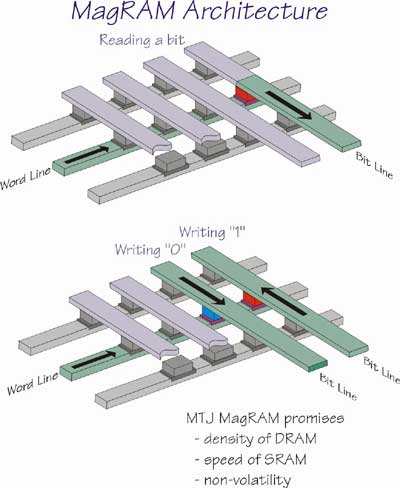 MagRAM Architecture
Reading a bit
Word Line
Bit Line
Writing "1"
Writing "0"
Word Line
Bit Line
Bit Line
MTJ MagRAM promises
- density of DRAM
- speed of SRAM
- non-volatility